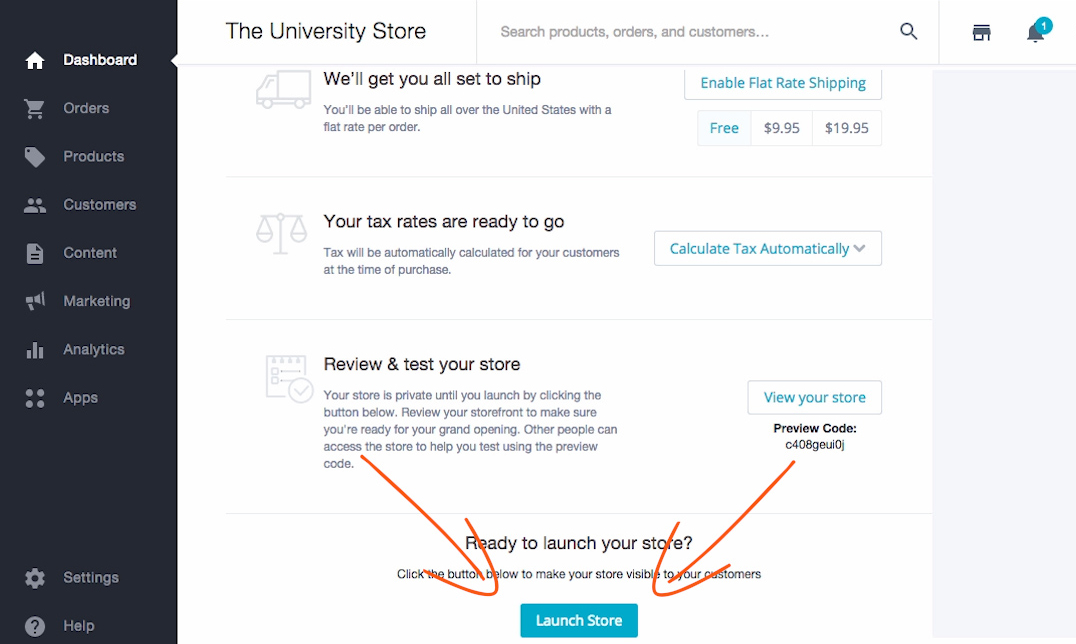 The University Store
Search products, orders, and customers...
1
Dashboard
Orders
Products
Customers
Content
Marketing
Analytics
Apps
Settings
Help
We'll get you all set to ship
You'll be able to ship all over the United States with a
flat rate per order.
Enable Flat Rate Shipping
Free $9.95 $19.95
Your tax rates are ready to go
Tax will be automatically calculated for your customers
at the time of purchase.
Calculate Tax Automatically
Review & test your store
Your store is private until you launch by clicking the
button below. Review your storefront to make sure
you're ready for your grand opening. Other people can
access the store to help you test using the preview
code.
View your store
Preview Code:
c408geui0j
Ready to launch your store?
Click the button below to make your store visible to your customers
Launch Store